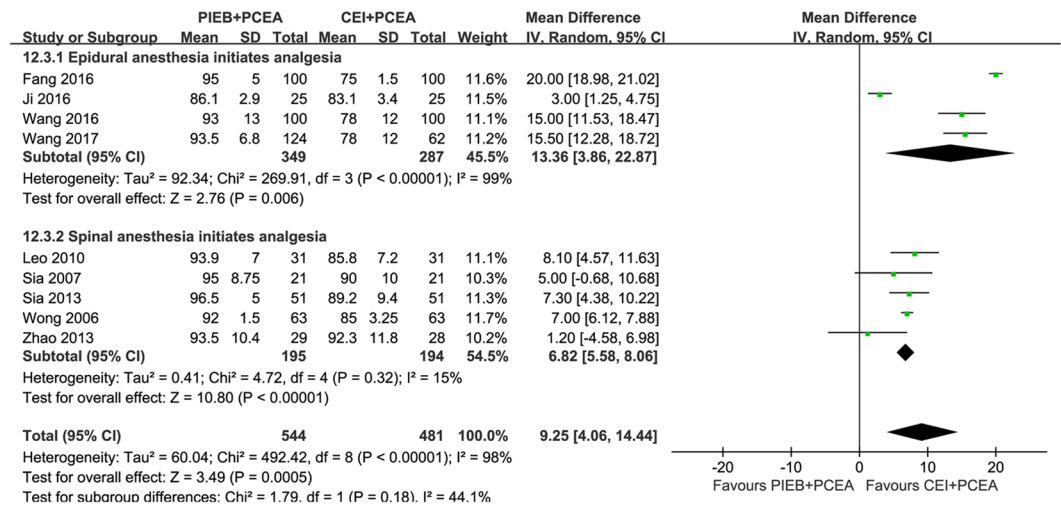 PIEB+PCEA CEI+PCEA Mean Difference Mean Difference
Study or Subgroup Mean SD Total Mean SD Total Weight IV, Random, 95% CI IV, Random, 95% CI
12.3.1 Epidural anesthesia initiates analgesia
Fang 2016 95 5 100 75 1.5 100 11.6% 20.00 [18.98, 21.02]
Ji 2016 86.1 2.9 25 83.1 3.4 25 11.5% 3.00 [1.25, 4.75]
Wang 2016 93 13 100 78 12 100 11.1% 15.00 [11.53, 18.47]
Wang 2017 93.5 6.8 124 78 12 62 11.2% 15.50 [12.28, 18.72]
Subtotal (95% CI) 349 287 45.5% 13.36 [3.86, 22.87]
Heterogeneity: Tau² = 92.34; Chi² = 269.91, df = 3 (P < 0.00001); I² = 99%
Test for overall effect: Z = 2.76 (P = 0.006)
12.3.2 Spinal anesthesia initiates analgesia
Leo 2010 93.9 7 31 85.8 7.2 31 11.1% 8.10 [4.57, 11.63]
Sia 2007 95 8.75 21 90 10 21 10.3% 5.00 [-0.68, 10.68]
Sia 2013 96.5 5 51 89.2 9.4 51 11.3% 7.30 [4.38, 10.22]
Wong 2006 92 1.5 63 85 3.25 63 11.7% 7.00 [6.12, 7.88]
Zhao 2013 93.5 10.4 29 92.3 11.8 28 10.2% 1.20 [-4.58, 6.98]
Subtotal (95% CI) 195 194 54.5% 6.82 [5.58, 8.06]
Heterogeneity: Tau² = 0.41; Chi² = 4.72, df = 4 (P = 0.32); I² = 15%
Test for overall effect: Z = 10.80 (P < 0.00001)
Total (95% CI) 544 481 100.0% 9.25 [4.06, 14.44]
Heterogeneity: Tau² = 60.04; Chi² = 492.42, df = 8 (P < 0.00001); I² = 98%
Test for overall effect: Z = 3.49 (P = 0.0005)
Test for subgroup differences: Chi² = 1.79, df = 1 (P = 0.18), I² = 44.1%
-20 -10 0 10 20
Favours PIEB+PCEA Favours CEI+PCEA